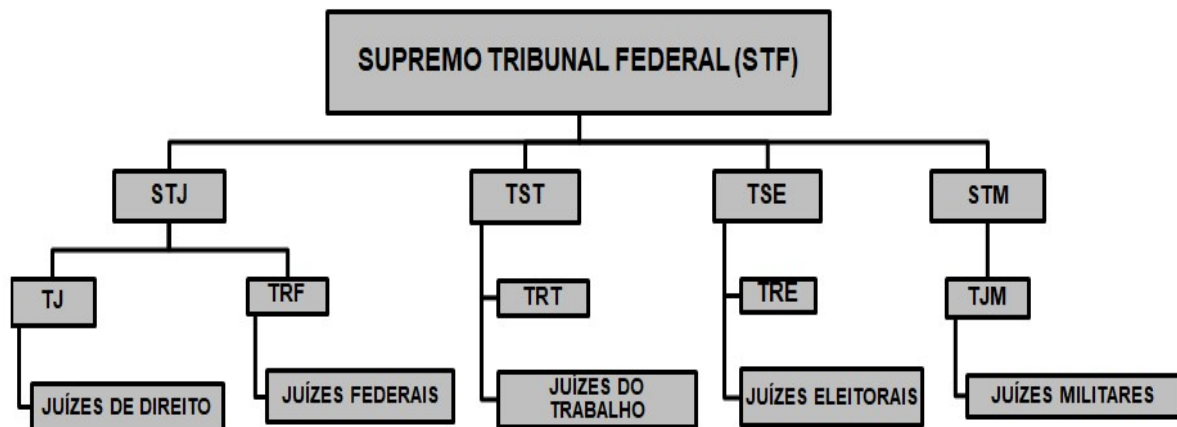 SUPREMO TRIBUNAL FEDERAL (STF)
STJ
TST
TSE
STM
TJ
TRF
TRT
TRE
TJM
JUÍZES DE DIREITO
JUÍZES FEDERAIS
JUÍZES DO
TRABALHO
JUÍZES ELEITORAIS
JUÍZES MILITARES